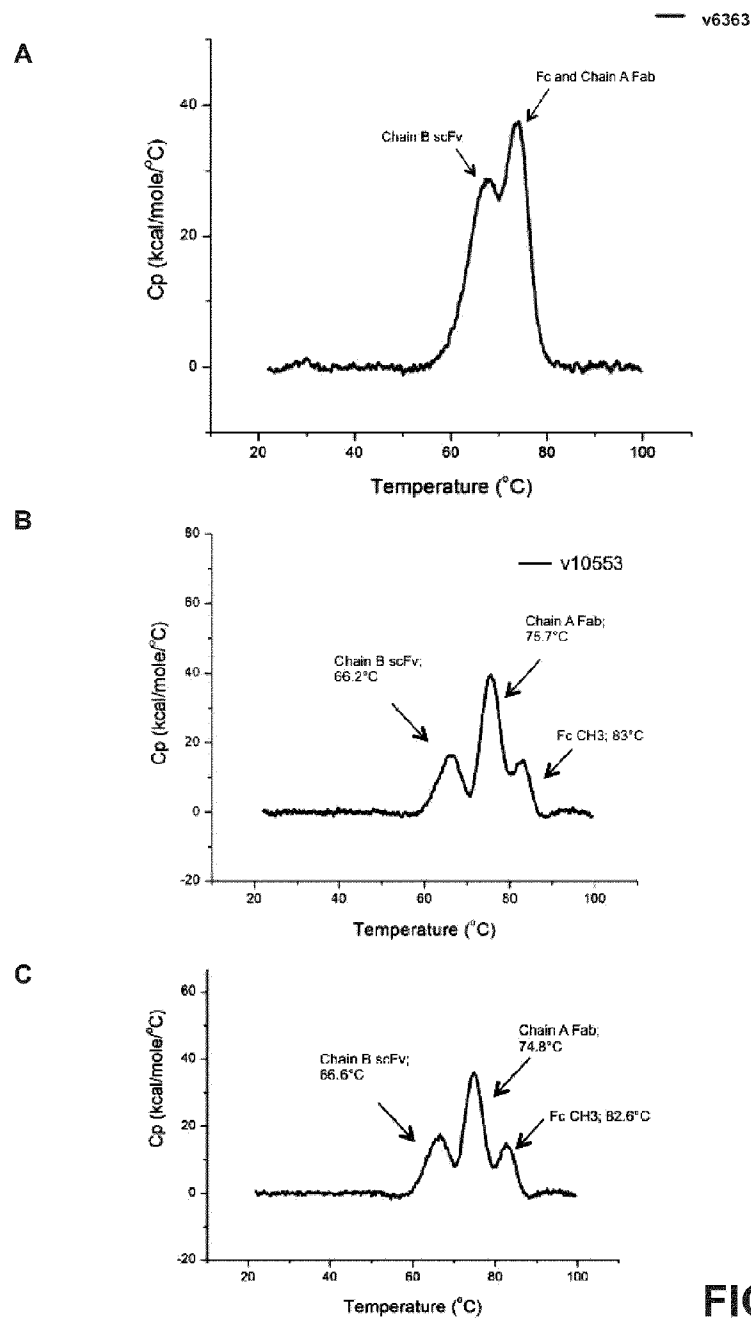 v6363
A
Fc and Chain A Fab
Chain B scFv
40
20
0
Cp (kcal/mole/°C)
20 40 60 80 100
Temperature (°C)
B
80
60
40
20
0
-20
v10553
Chain A Fab;
75.7°C
Chain B scFv;
66.2°C
Fc CH3; 83°C
Cp (kcal/mole/°C)
20 40 60 80 100
Temperature (°C)
C
60
40
20
0
-20
Chain A Fab;
74.8°C
Chain B scFv;
66.6°C
Fc CH3; 82.6°C
Cp (kcal/mole/°C)
20 40 60 80 100
Temperature (°C)